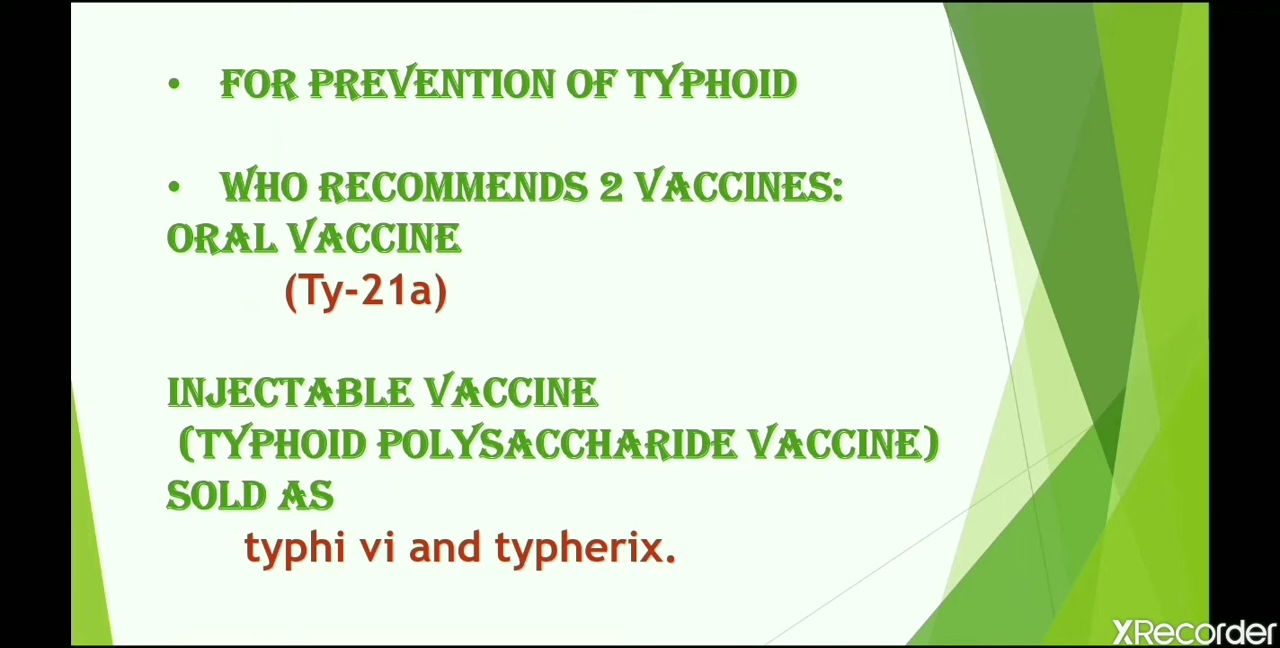 • FOR PREVENTION OF TYPHOID
• WHO RECOMMENDS 2 VACCINES:
ORAL VACCINE
(Ty-21a)
INJECTABLE VACCINE
(TYPHOID POLYSACCHARIDE VACCINE)
SOLD AS
typhi vi and typherix.
XRecorder